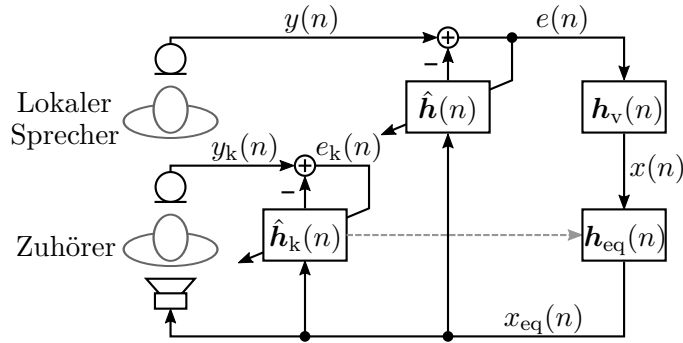 y(n)
e(n)
Lokaler
Sprecher
ĥ(n)
h_v(n)
y_k(n)
e_k(n)
x(n)
Zuhörer
ĥ_k(n)
h_eq(n)
x_eq(n)